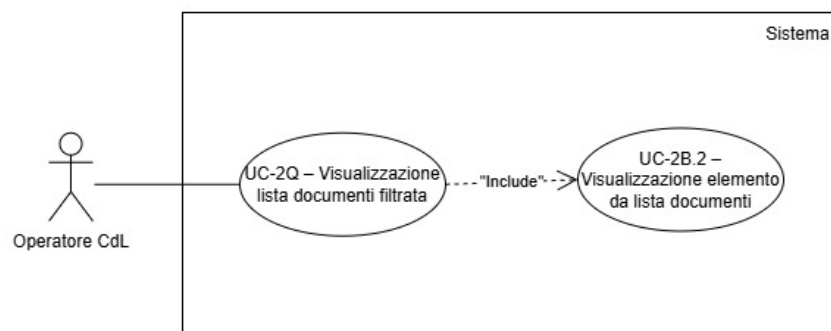 Sistema
UC-2Q – Visualizzazione
lista documenti filtrata
"Include"
UC-2B.2 –
Visualizzazione elemento
da lista documenti
Operatore CdL